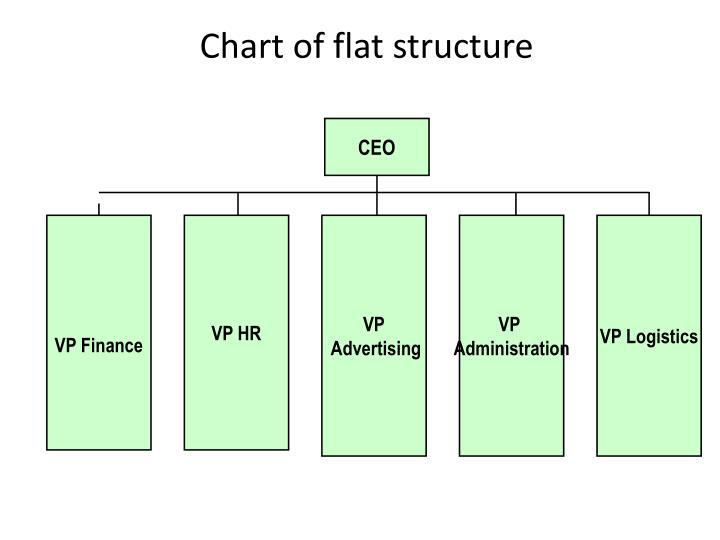 Chart of flat structure
CEO
VP Finance
VP HR
VP
Advertising
VP
Administration
VP Logistics